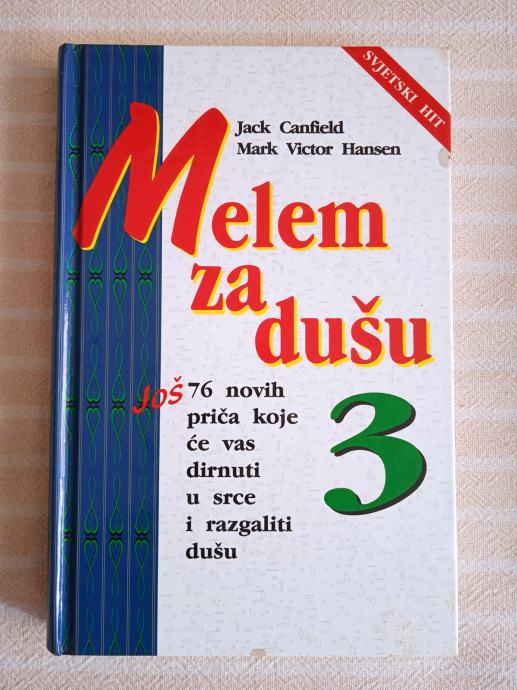 SVJETSKI HIT
Jack Canfield
Mark Victor Hansen
Melem
za
dušu
3
Još 76 novih
priča koje
će vas
dirnuti
u srce
i razgaliti
dušu